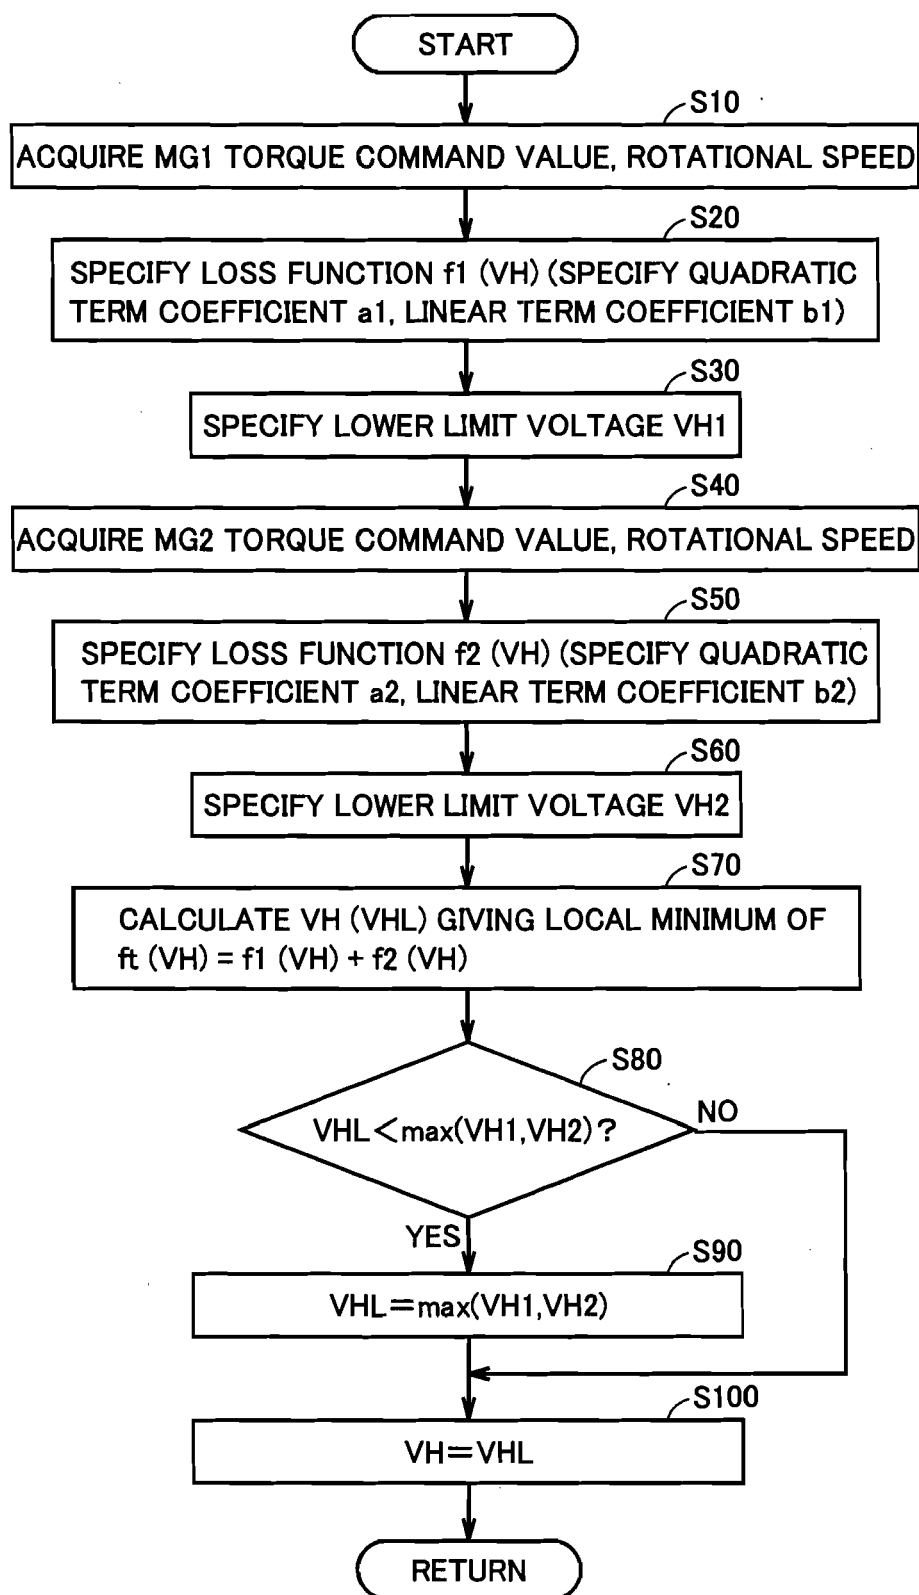 START
S10
ACQUIRE MG1 TORQUE COMMAND VALUE, ROTATIONAL SPEED
S20
SPECIFY LOSS FUNCTION f1 (VH) (SPECIFY QUADRATIC
TERM COEFFICIENT a1, LINEAR TERM COEFFICIENT b1)
S30
SPECIFY LOWER LIMIT VOLTAGE VH1
S40
ACQUIRE MG2 TORQUE COMMAND VALUE, ROTATIONAL SPEED
S50
SPECIFY LOSS FUNCTION f2 (VH) (SPECIFY QUADRATIC
TERM COEFFICIENT a2, LINEAR TERM COEFFICIENT b2)
S60
SPECIFY LOWER LIMIT VOLTAGE VH2
S70
CALCULATE VH (VHL) GIVING LOCAL MINIMUM OF
ft (VH) = f1 (VH) + f2 (VH)
S80
VHL<max(VH1,VH2)?
NO
YES
S90
VHL=max(VH1,VH2)
S100
VH=VHL
RETURN